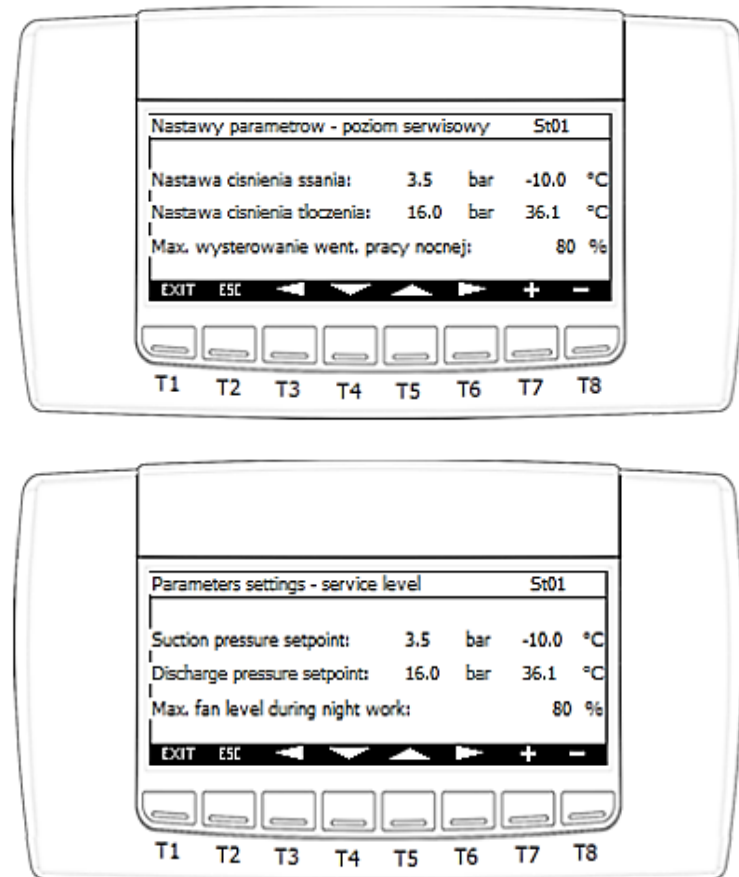 Nastawy parametrow - poziom serwisowy St01
Nastawa cisnienia ssania: 3.5 bar -10.0 °C
Nastawa cisnienia tloczenia: 16.0 bar 36.1 °C
Max. wysterowanie went. pracy nocnej: 80 %
EXIT ESC + -
T1 T2 T3 T4 T5 T6 T7 T8
Parameters settings - service level St01
Suction pressure setpoint: 3.5 bar -10.0 °C
Discharge pressure setpoint: 16.0 bar 36.1 °C
Max. fan level during night work: 80 %
EXIT ESC + -
T1 T2 T3 T4 T5 T6 T7 T8